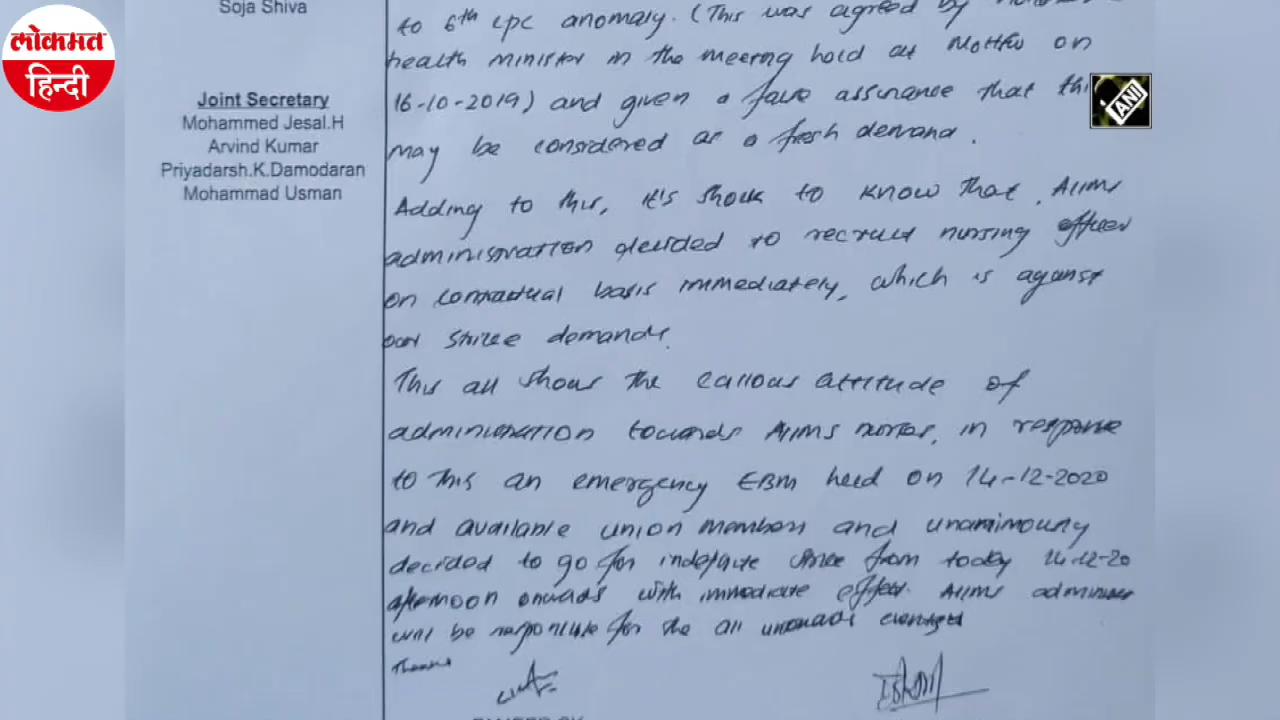 लोकमत
हिन्दी
ANI
Soja Shiva
Joint Secretary
Mohammed Jesal.H
Arvind Kumar
Priyadarsh.K.Damodaran
Mohammad Usman
to 6th cpc anomaly. (This was agreed by
health minister in the meeting hold at MoHFW on
16-10-2019) and given a false assurance that this
may be considered as a fresh demand.
Adding to this, it's shock to know that, AIIMS
administration decided to recruit nursing officer
on contractual basis immediately, which is against
our strike demands.
This all shows the callous attitude of
administration towards AIIMS nurses, in response
to this an emergency EBM held on 14-12-2020
and available union members and unanimously
decided to go for indefinite strike from today 14-12-20
afternoon onwards with immediate effect. AIIMS
will be responsible for the all
Thanks